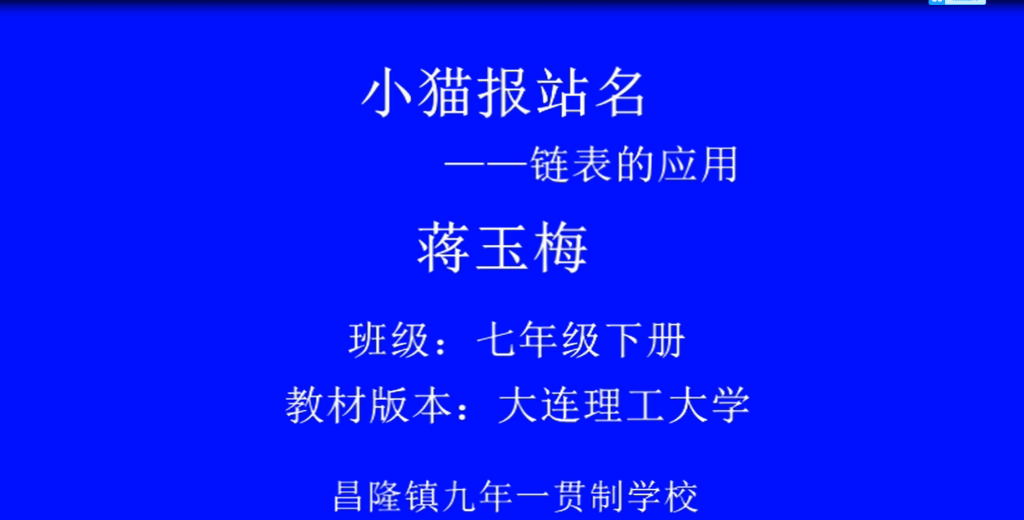 小猫报站名
——链表的应用
蒋玉梅
班级：七年级下册
教材版本：大连理工大学
昌隆镇九年一贯制学校